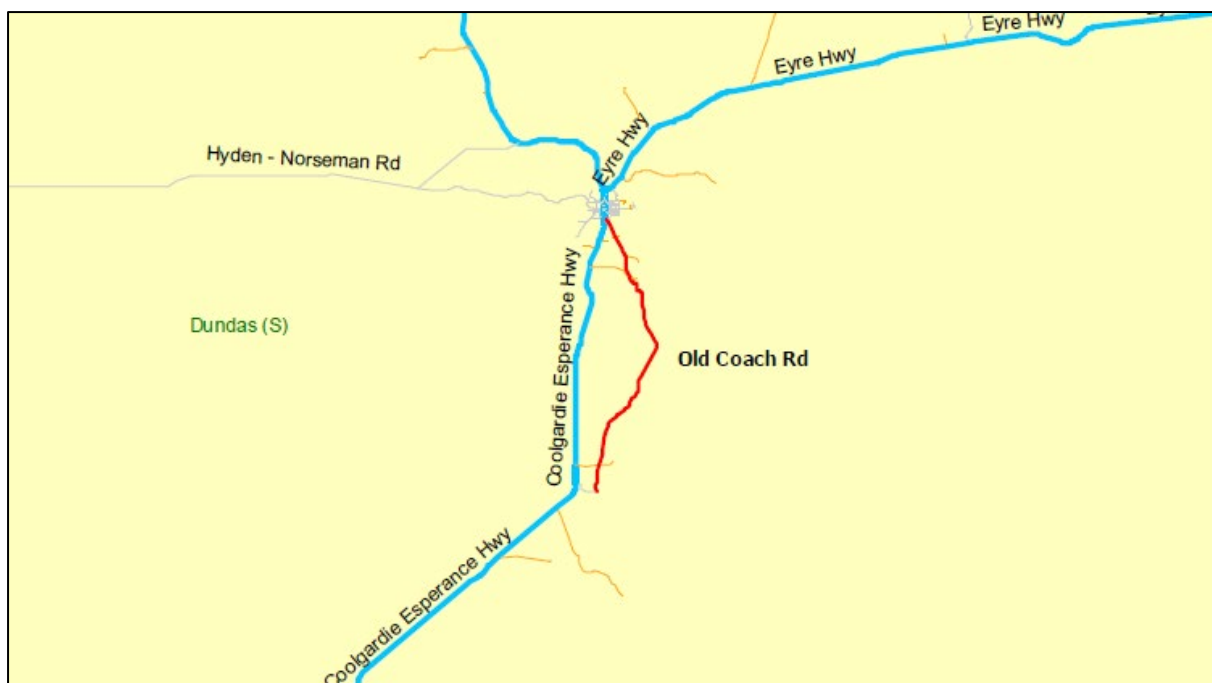 Eyre Hwy
Eyre Hwy
Eyre Hwy
Hyden - Norseman Rd
Coolgardie Esperance Hwy
Dundas (S)
Old Coach Rd
Coolgardie Esperance Hwy